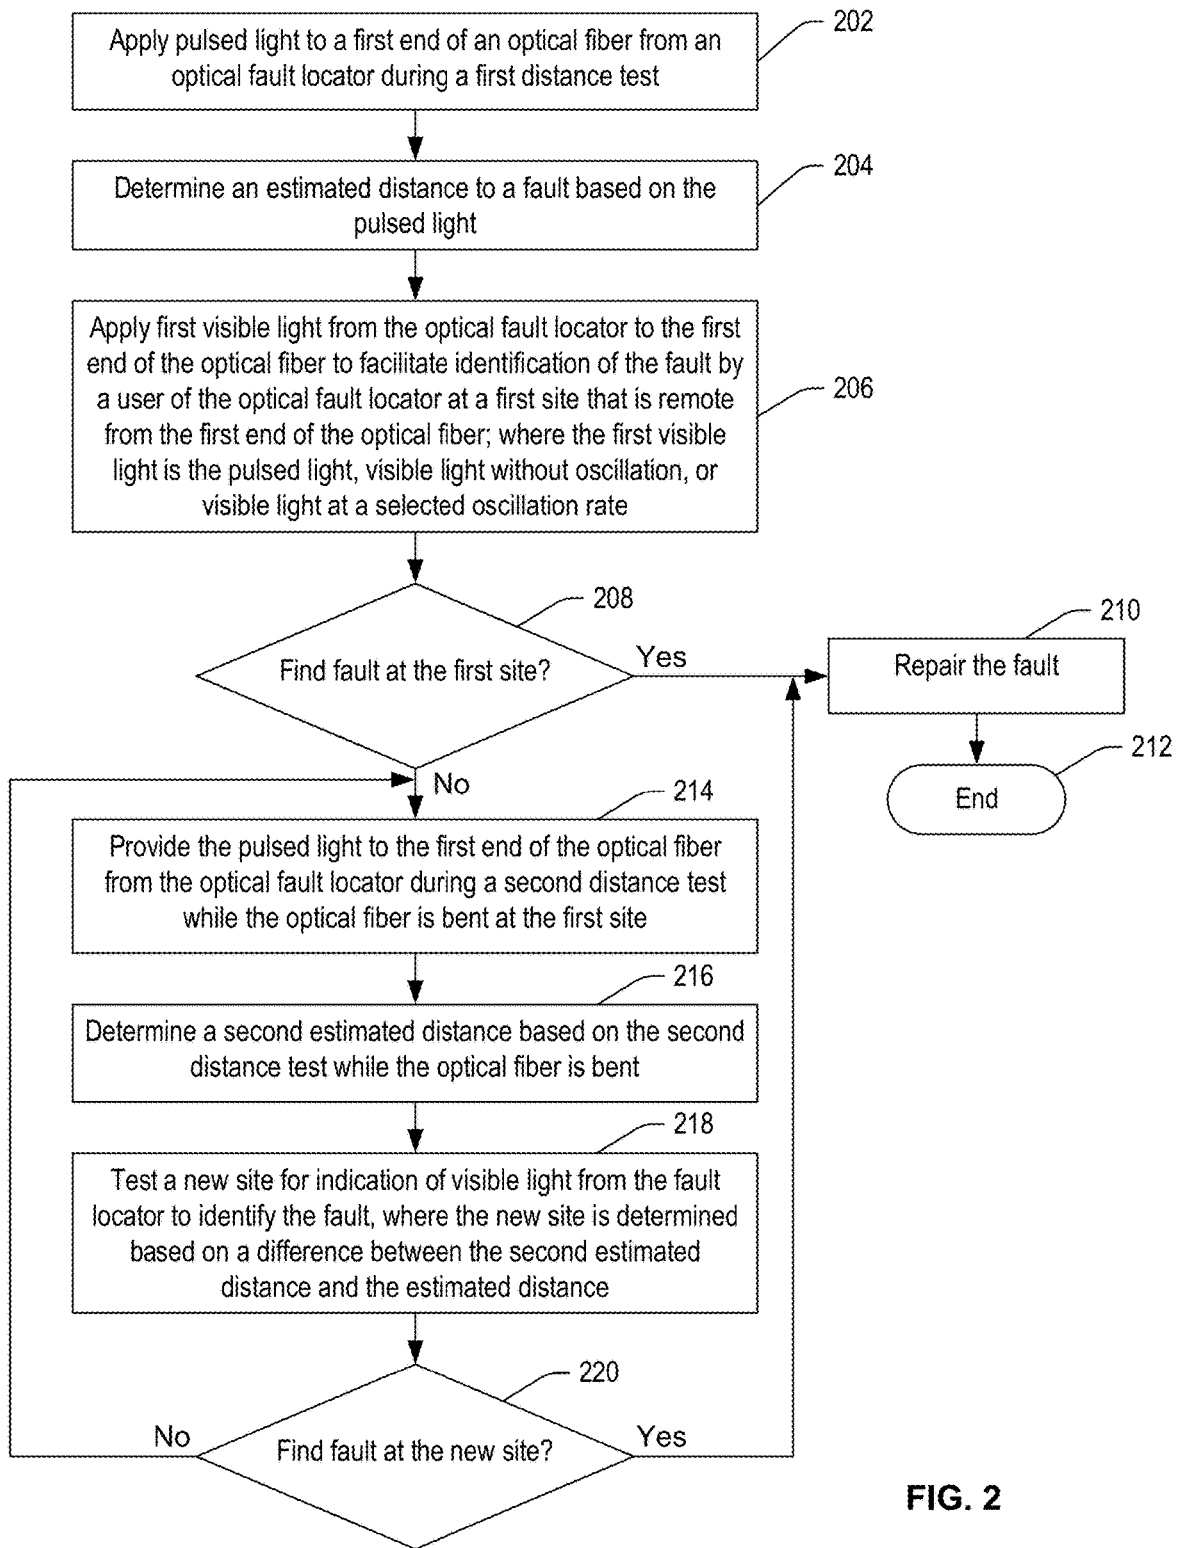 202
Apply pulsed light to a first end of an optical fiber from an
optical fault locator during a first distance test
204
Determine an estimated distance to a fault based on the
pulsed light
206
Apply first visible light from the optical fault locator to the first
end of the optical fiber to facilitate identification of the fault by
a user of the optical fault locator at a first site that is remote
from the first end of the optical fiber; where the first visible
light is the pulsed light, visible light without oscillation, or
visible light at a selected oscillation rate
208
Find fault at the first site?
Yes
210
Repair the fault
212
End
No
214
Provide the pulsed light to the first end of the optical fiber
from the optical fault locator during a second distance test
while the optical fiber is bent at the first site
216
Determine a second estimated distance based on the second
distance test while the optical fiber is bent
218
Test a new site for indication of visible light from the fault
locator to identify the fault, where the new site is determined
based on a difference between the second estimated
distance and the estimated distance
220
No
Find fault at the new site?
Yes
FIG. 2